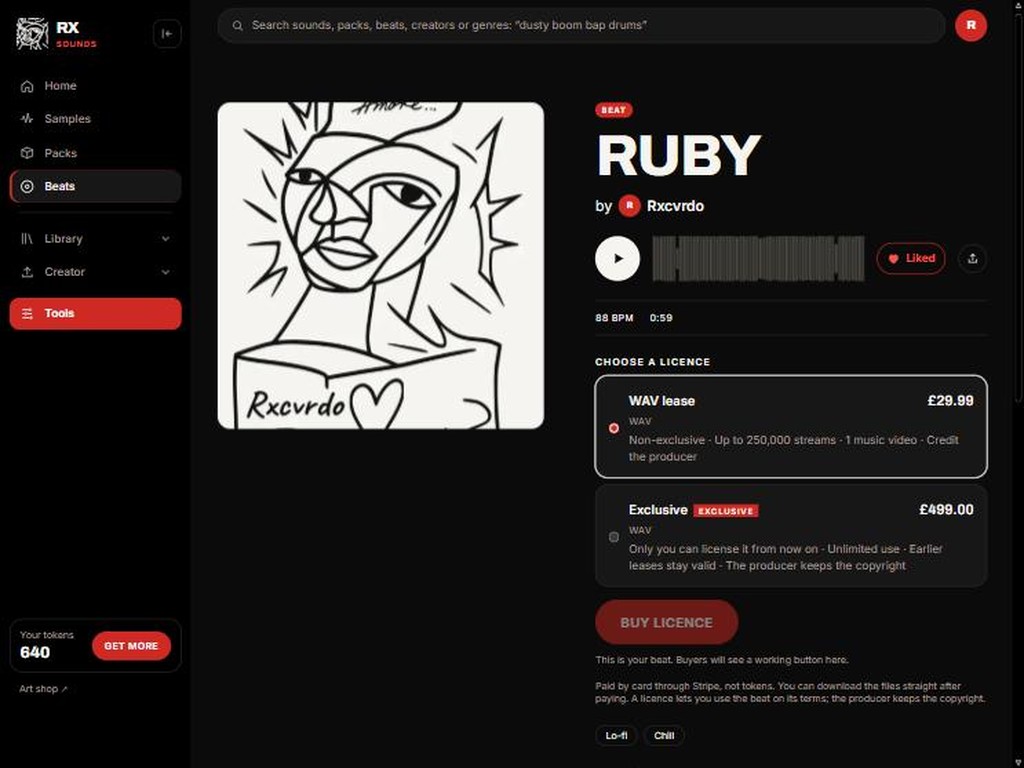 RX
SOUNDS
Search sounds, packs, beats, creators or genres: "dusty boom bap drums"
R
Home
Samples
Packs
Beats
Library
Creator
Tools
Your tokens
640
GET MORE
Art shop ↗
Amore...
Rxcvrdo
BEAT
RUBY
by R Rxcvrdo
Liked
88 BPM 0:59
CHOOSE A LICENCE
WAV lease £29.99
WAV
Non-exclusive · Up to 250,000 streams · 1 music video · Credit
the producer
Exclusive EXCLUSIVE £499.00
WAV
Only you can license it from now on · Unlimited use · Earlier
leases stay valid · The producer keeps the copyright
BUY LICENCE
This is your beat. Buyers will see a working button here.
Paid by card through Stripe, not tokens. You can download the files straight after
paying. A licence lets you use the beat on its terms; the producer keeps the copyright.
Lo-fi Chill